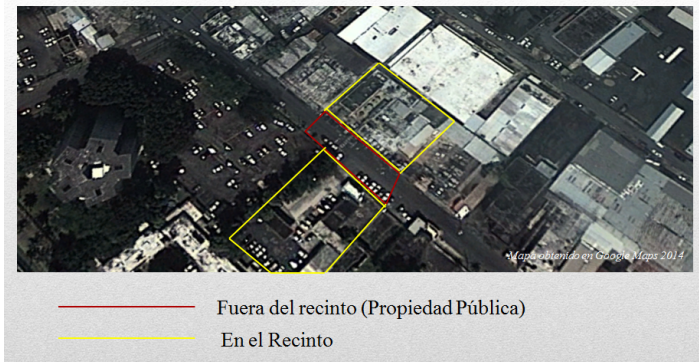 Mapa obtenido en Google Maps 2014
Fuera del recinto (Propiedad Pública)
En el Recinto